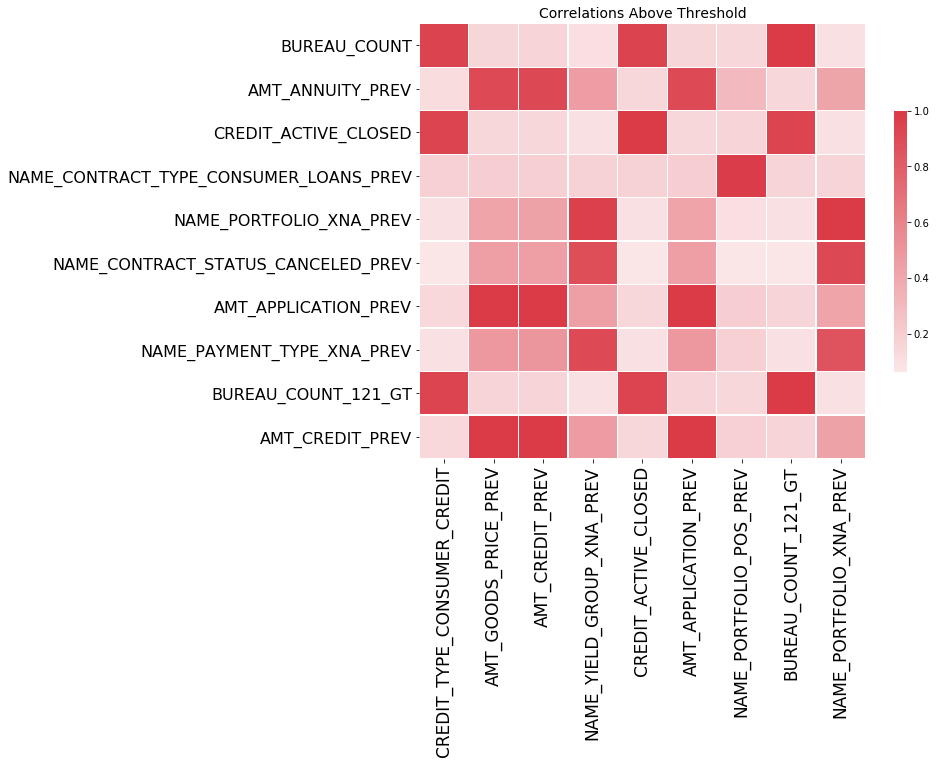 Correlations Above Threshold
BUREAU_COUNT
AMT_ANNUITY_PREV
CREDIT_ACTIVE_CLOSED
NAME_CONTRACT_TYPE_CONSUMER_LOANS_PREV
NAME_PORTFOLIO_XNA_PREV
NAME_CONTRACT_STATUS_CANCELED_PREV
AMT_APPLICATION_PREV
NAME_PAYMENT_TYPE_XNA_PREV
BUREAU_COUNT_121_GT
AMT_CREDIT_PREV
CREDIT_TYPE_CONSUMER_CREDIT
AMT_GOODS_PRICE_PREV
AMT_CREDIT_PREV
NAME_YIELD_GROUP_XNA_PREV
CREDIT_ACTIVE_CLOSED
AMT_APPLICATION_PREV
NAME_PORTFOLIO_POS_PREV
BUREAU_COUNT_121_GT
NAME_PORTFOLIO_XNA_PREV
1.0
0.8
0.6
0.4
0.2